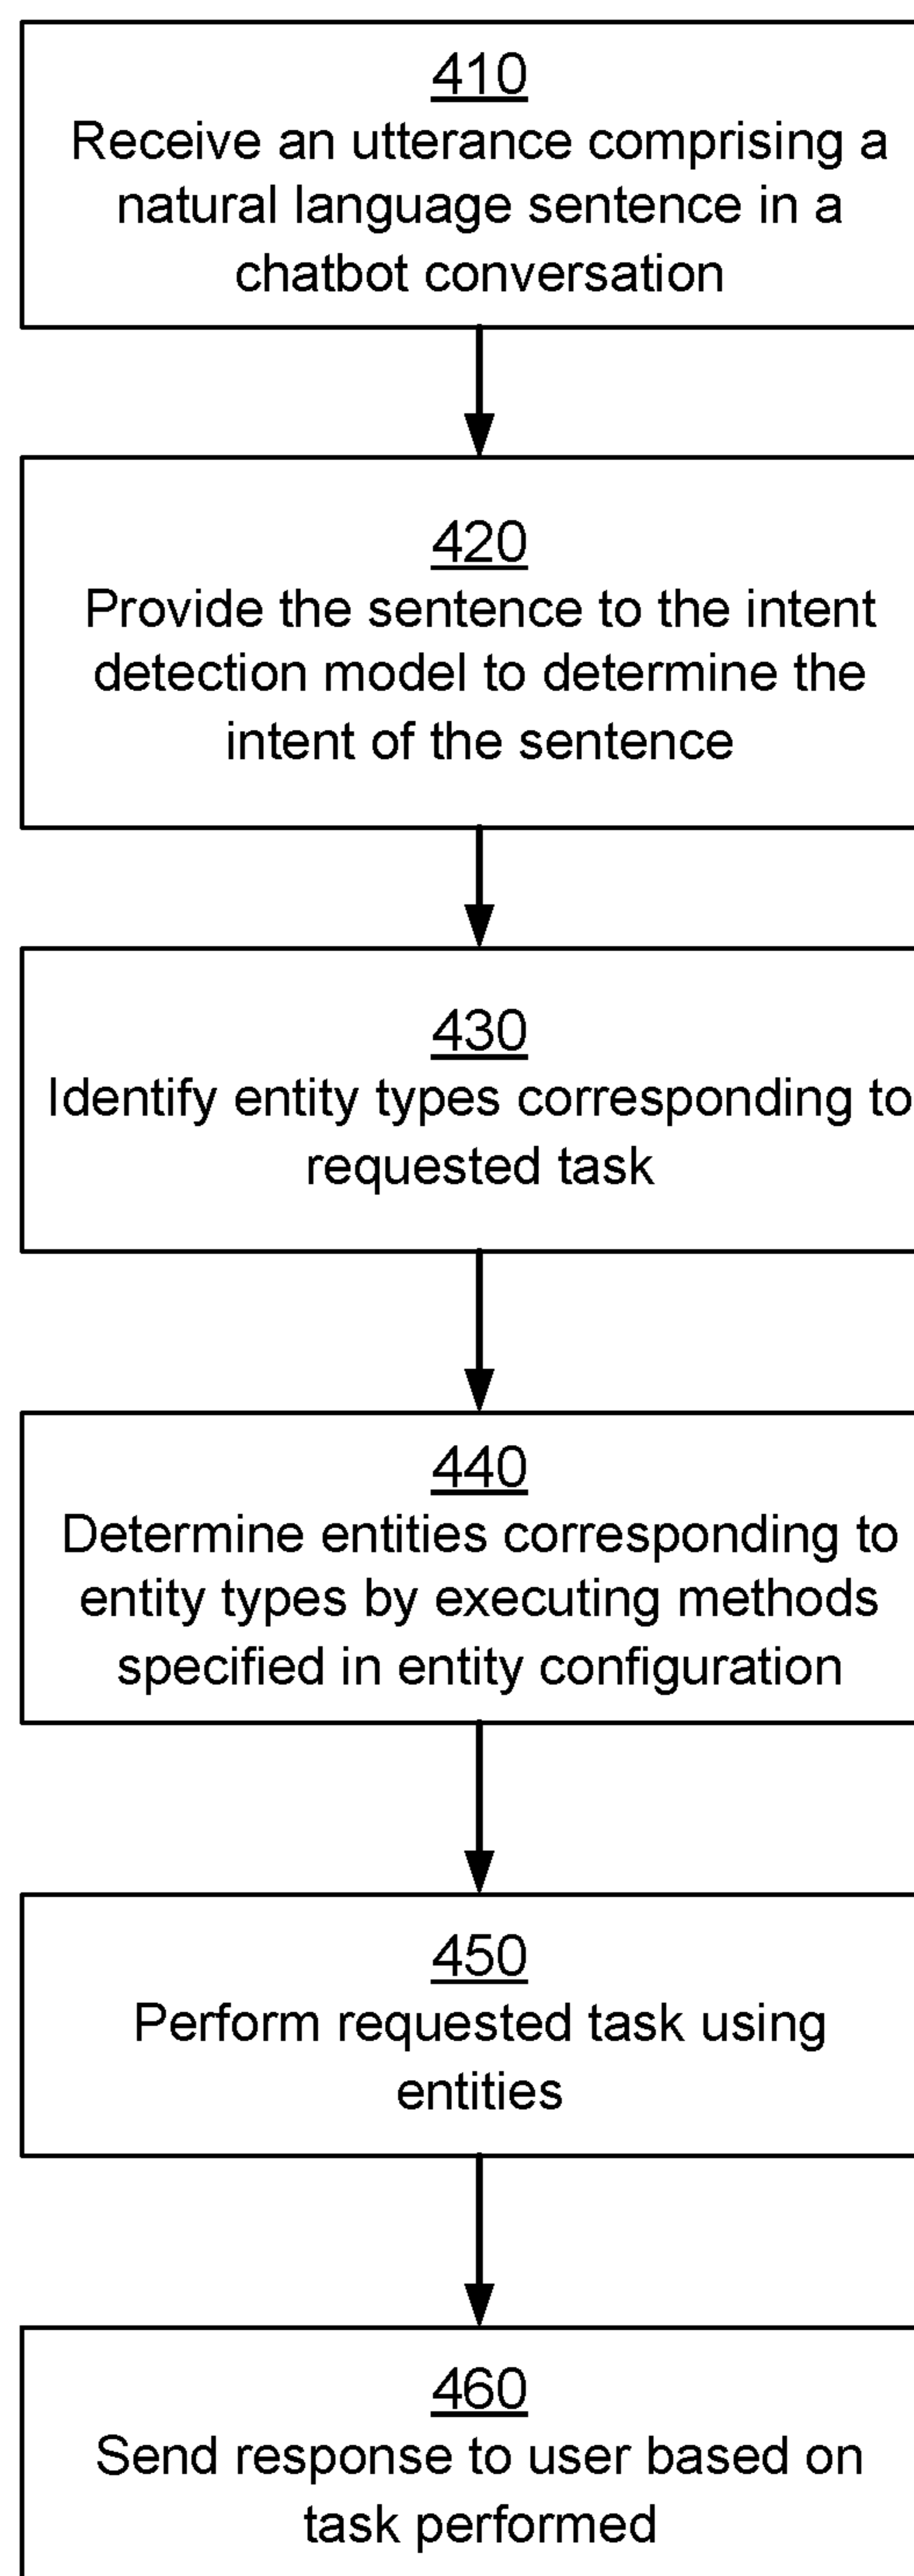 410
Receive an utterance comprising a
natural language sentence in a
chatbot conversation
420
Provide the sentence to the intent
detection model to determine the
intent of the sentence
430
Identify entity types corresponding to
requested task
440
Determine entities corresponding to
entity types by executing methods
specified in entity configuration
450
Perform requested task using
entities
460
Send response to user based on
task performed